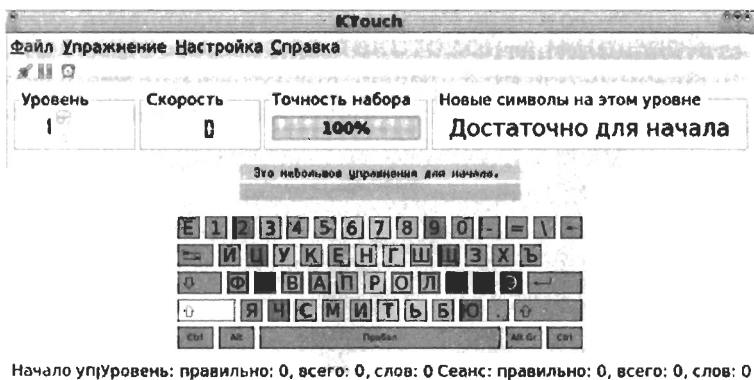 KTouch
Файл Упражнение Настройка Справка
Уровень Скорость Точность набора Новые символы на этом уровне
1 0 100% Достаточно для начала
Это небольшое упражнения для начала.
Ё 1 2 3 4 5 6 7 8 9 0 - = \
Й Ц У К Е Н Г Ш Щ З Х Ъ
Ф В А П Р О Л Э
Я Ч С М И Т Ь Б Ю .
Ctrl Alt Пробел Alt Gr Ctrl
Начало упр Уровень: правильно: 0, всего: 0, слов: 0 Сеанс: правильно: 0, всего: 0, слов: 0